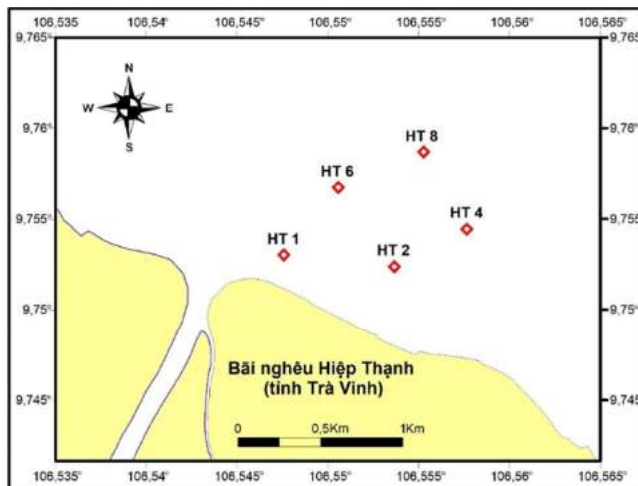 106,535 106,54° 106,545° 106,55° 106,555° 106,56° 106,565°
9,765° 9,765°
N
W E
S
9,76° 9,76°
HT 8
HT 6
9,755° 9,755°
HT 4
HT 1
HT 2
9,75° 9,75°
Bãi nghêu Hiệp Thạnh
(tỉnh Trà Vinh)
9,745° 9,745°
0 0,5Km 1Km
106,535 106,54° 106,545° 106,55° 106,555° 106,56° 106,565°